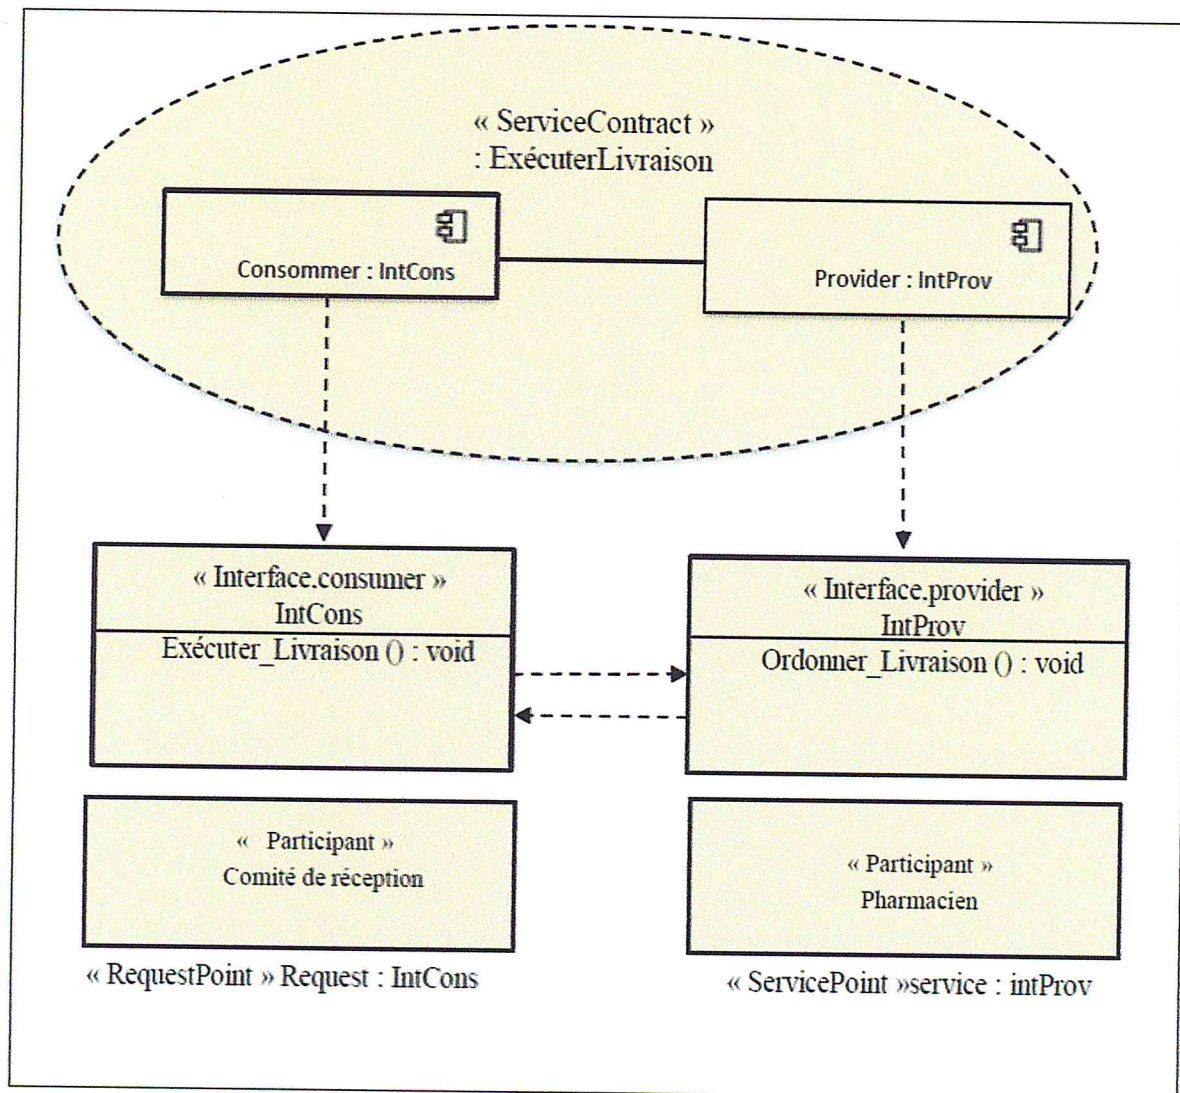 « ServiceContract »
: ExécuterLivraison
Consommer : IntCons
Provider : IntProv
« Interface.consumer »
IntCons
Exécuter_Livraison () : void
« Interface.provider »
IntProv
Ordonner_Livraison () : void
« Participant »
Comité de réception
« Participant »
Pharmacien
« RequestPoint » Request : IntCons
« ServicePoint »service : intProv